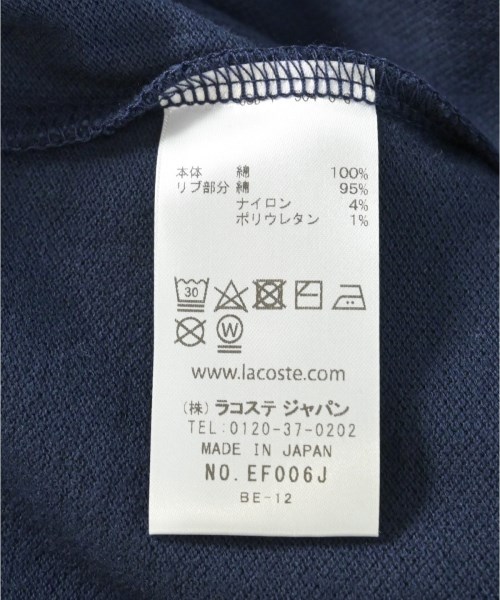 本体 綿 100%
リブ部分 綿 95%
ナイロン 4%
ポリウレタン 1%
30
W
www.lacoste.com
(株) ラコステ ジャパン
TEL:0120-37-0202
MADE IN JAPAN
NO. EF006J
BE-12